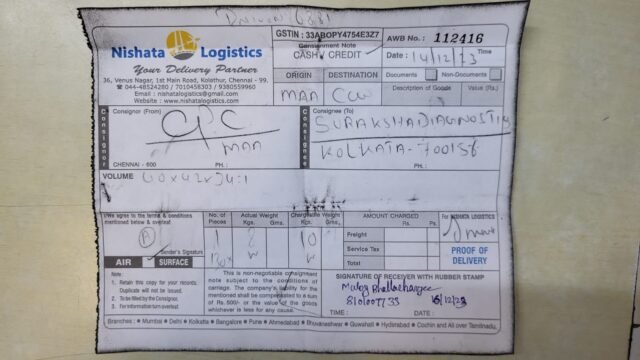 GSTIN : 33ABOPY4754E3Z7
AWB No. : 112416
Nishata Logistics
Your Delivery Partner
36, Venus Nagar, 1st Main Road, Kolathur, Chennai - 99.
044-48524280 / 7010458303 / 9380559960
Email : nishatalogistics@gmail.com
Website : www.nishatalogistics.com
Consignment Note
CASH / CREDIT
Date : 14/12/23 Time
ORIGIN DESTINATION
Documents Non-Documents
MAA CCU
Description of Goods Value (Rs.)
Consignor
Consignor (From)
CPC
MAA
CHENNAI - 600 PH. :
Consignee
Consignee (To)
SURAKSHA DIAGNOSTIC
KOLKATA-700156
PH. :
VOLUME
I/We agree to the terms & conditions
mentioned below & overleaf.
Sender's Signature
AIR SURFACE
No. of Pieces
Actual Weight
Kgs. Gms.
Chargeable Weight
Kgs. Gms.
1 10
AMOUNT CHARGED Rs. Ps.
Freight
Service Tax
Total
For NISHATA LOGISTICS
PROOF OF
DELIVERY
Note :
1. Retain this copy for your records.
Duplicate will not be issued.
2. To be filled by the Consignor.
3. For information turn overleaf
This is non-negotiable consignment
note subject to the conditions of
carriage. The company's liability for the
mentioned shall be compensated to a sum
of Rs. 500/- or the value of the goods
whichever is less for any cause.
SIGNATURE OF RECEIVER WITH RUBBER STAMP
Bhattacharjee
16/12/23
TIME : DATE :
Branches : • Mumbai • Delhi • Kolkatta • Bangalore • Pune • Ahmedabad • Bhuvaneshwar • Guwahati • Hyderabad • Cochin and All over Tamilnadu.